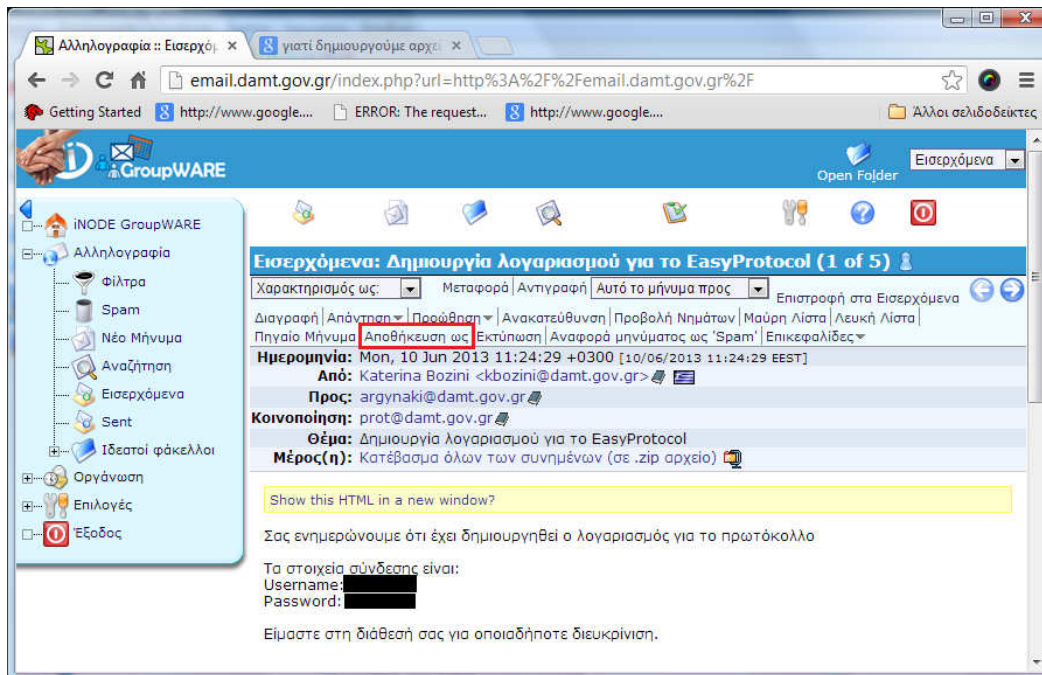 Αλληλογραφία :: Εισερχόμ
γιατί δημιουργούμε αρχεί
email.damt.gov.gr/index.php?url=http%3A%2F%2Femail.damt.gov.gr%2F
Getting Started http://www.google.... ERROR: The request... http://www.google.... Άλλοι σελιδοδείκτες
iGroupWARE
Open Folder
Εισερχόμενα
iNODE GroupWARE
Αλληλογραφία
Φίλτρα
Spam
Νέο Μήνυμα
Αναζήτηση
Εισερχόμενα
Sent
Ιδεατοί φάκελλοι
Οργάνωση
Επιλογές
Έξοδος
Εισερχόμενα: Δημιουργία λογαριασμού για το EasyProtocol (1 of 5)
Χαρακτηρισμός ως: Μεταφορά|Αντιγραφή Αυτό το μήνυμα προς Επιστροφή στα Εισερχόμενα
Διαγραφή|Απάντηση|Προώθηση|Ανακατεύθυνση|Προβολή Νημάτων|Μαύρη Λίστα|Λευκή Λίστα|
Πηγαίο Μήνυμα|Αποθήκευση ως|Εκτύπωση|Αναφορά μηνύματος ως 'Spam'|Επικεφαλίδες
Ημερομηνία: Mon, 10 Jun 2013 11:24:29 +0300 [10/06/2013 11:24:29 EEST]
Από: Katerina Bozini <kbozini@damt.gov.gr>
Προς: argynaki@damt.gov.gr
Κοινοποίηση: prot@damt.gov.gr
Θέμα: Δημιουργία λογαριασμού για το EasyProtocol
Μέρος(η): Κατέβασμα όλων των συνημένων (σε .zip αρχείο)
Show this HTML in a new window?
Σας ενημερώνουμε ότι έχει δημιουργηθεί ο λογαριασμός για το πρωτόκολλο
Τα στοιχεία σύνδεσης είναι:
Username:
Password:
Είμαστε στη διάθεσή σας για οποιαδήποτε διευκρίνιση.